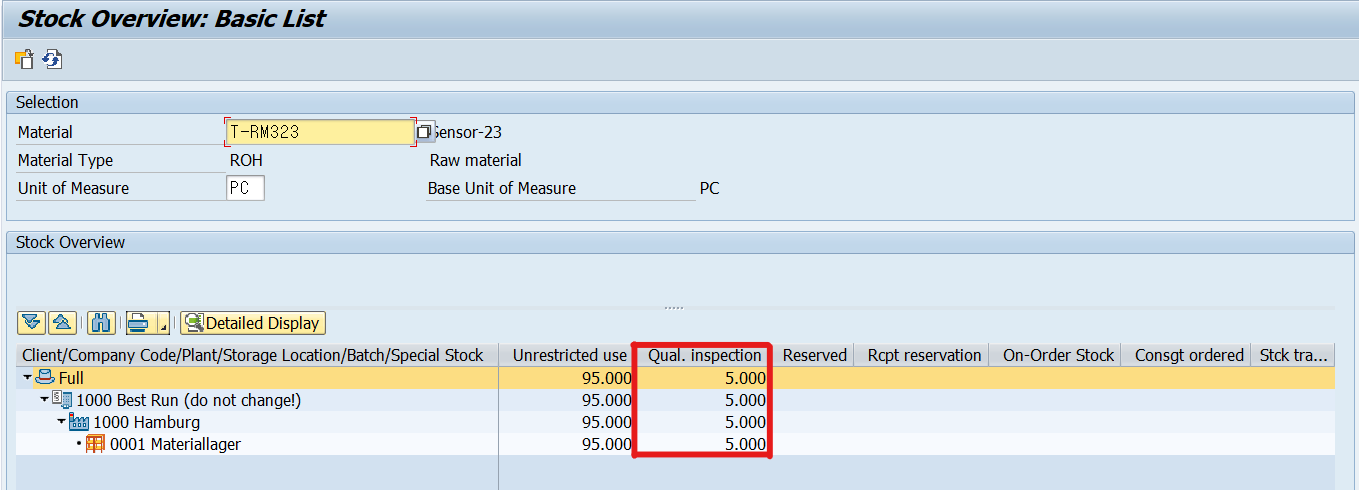 Stock Overview: Basic List
Selection
Material T-RM323 Sensor-23
Material Type ROH Raw material
Unit of Measure PC Base Unit of Measure PC
Stock Overview
Detailed Display
Client/Company Code/Plant/Storage Location/Batch/Special Stock Unrestricted use Qual. inspection Reserved Rcpt reservation On-Order Stock Consgt ordered Stck tra...
Full 95.000 5.000
1000 Best Run (do not change!) 95.000 5.000
1000 Hamburg 95.000 5.000
0001 Materiallager 95.000 5.000